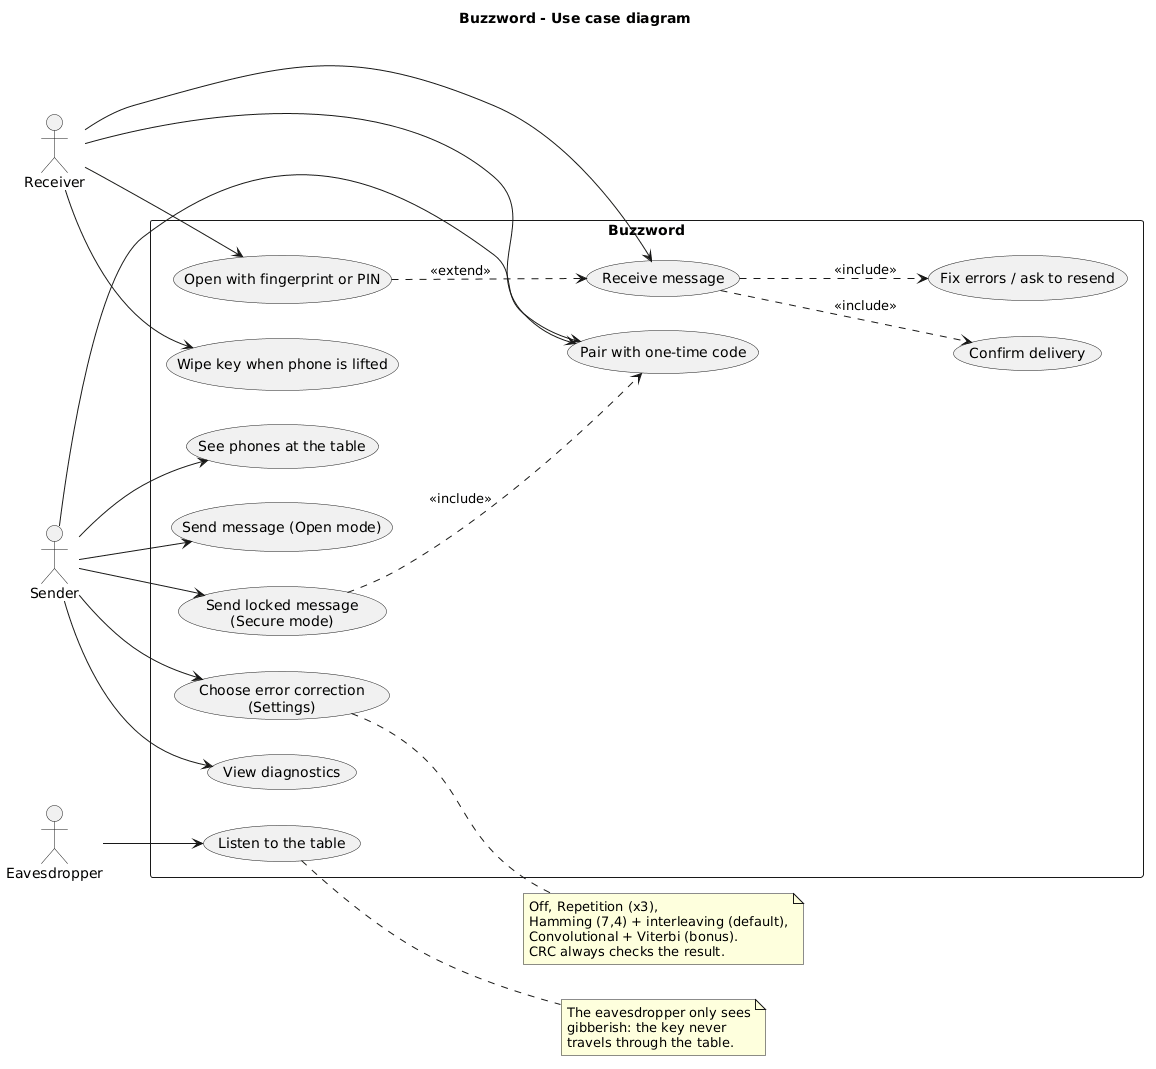 Buzzword - Use case diagram
Receiver
Buzzword
Open with fingerprint or PIN
«extend»
Receive message
«include»
Fix errors / ask to resend
«include»
Pair with one-time code
Confirm delivery
Wipe key when phone is lifted
See phones at the table
«include»
Send message (Open mode)
Sender
Send locked message
(Secure mode)
Choose error correction
(Settings)
View diagnostics
Listen to the table
Eavesdropper
Off, Repetition (x3),
Hamming (7,4) + interleaving (default),
Convolutional + Viterbi (bonus).
CRC always checks the result.
The eavesdropper only sees
gibberish: the key never
travels through the table.